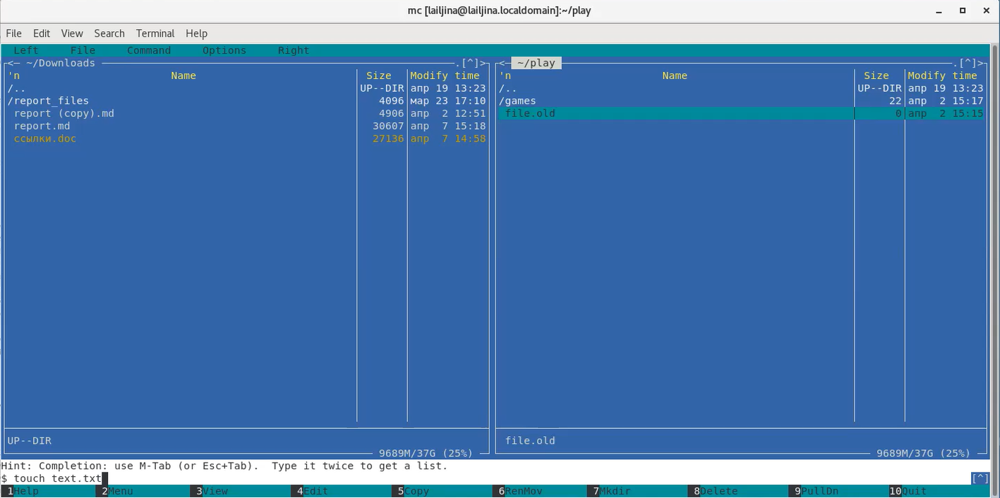 mc [lailjina@lailjina.localdomain]:~/play
File Edit View Search Terminal Help
Left File Command Options Right
<─ ~/Downloads ─.[^]>
'n Name Size Modify time
/.. UP--DIR апр 19 13:23
/report_files 4096 мар 23 17:10
report (copy).md 4906 апр 2 12:51
report.md 30607 апр 7 15:18
ссылки.doc 27136 апр 7 14:58
UP--DIR
9689M/37G (25%)
<─ ~/play ─.[^]>
'n Name Size Modify time
/.. UP--DIR апр 19 13:23
/games 22 апр 2 15:17
file.old 0 апр 2 15:15
file.old
9689M/37G (25%)
Hint: Completion: use M-Tab (or Esc+Tab). Type it twice to get a list.
$ touch text.txt [^]
1Help 2Menu 3View 4Edit 5Copy 6RenMov 7Mkdir 8Delete 9PullDn 10Quit